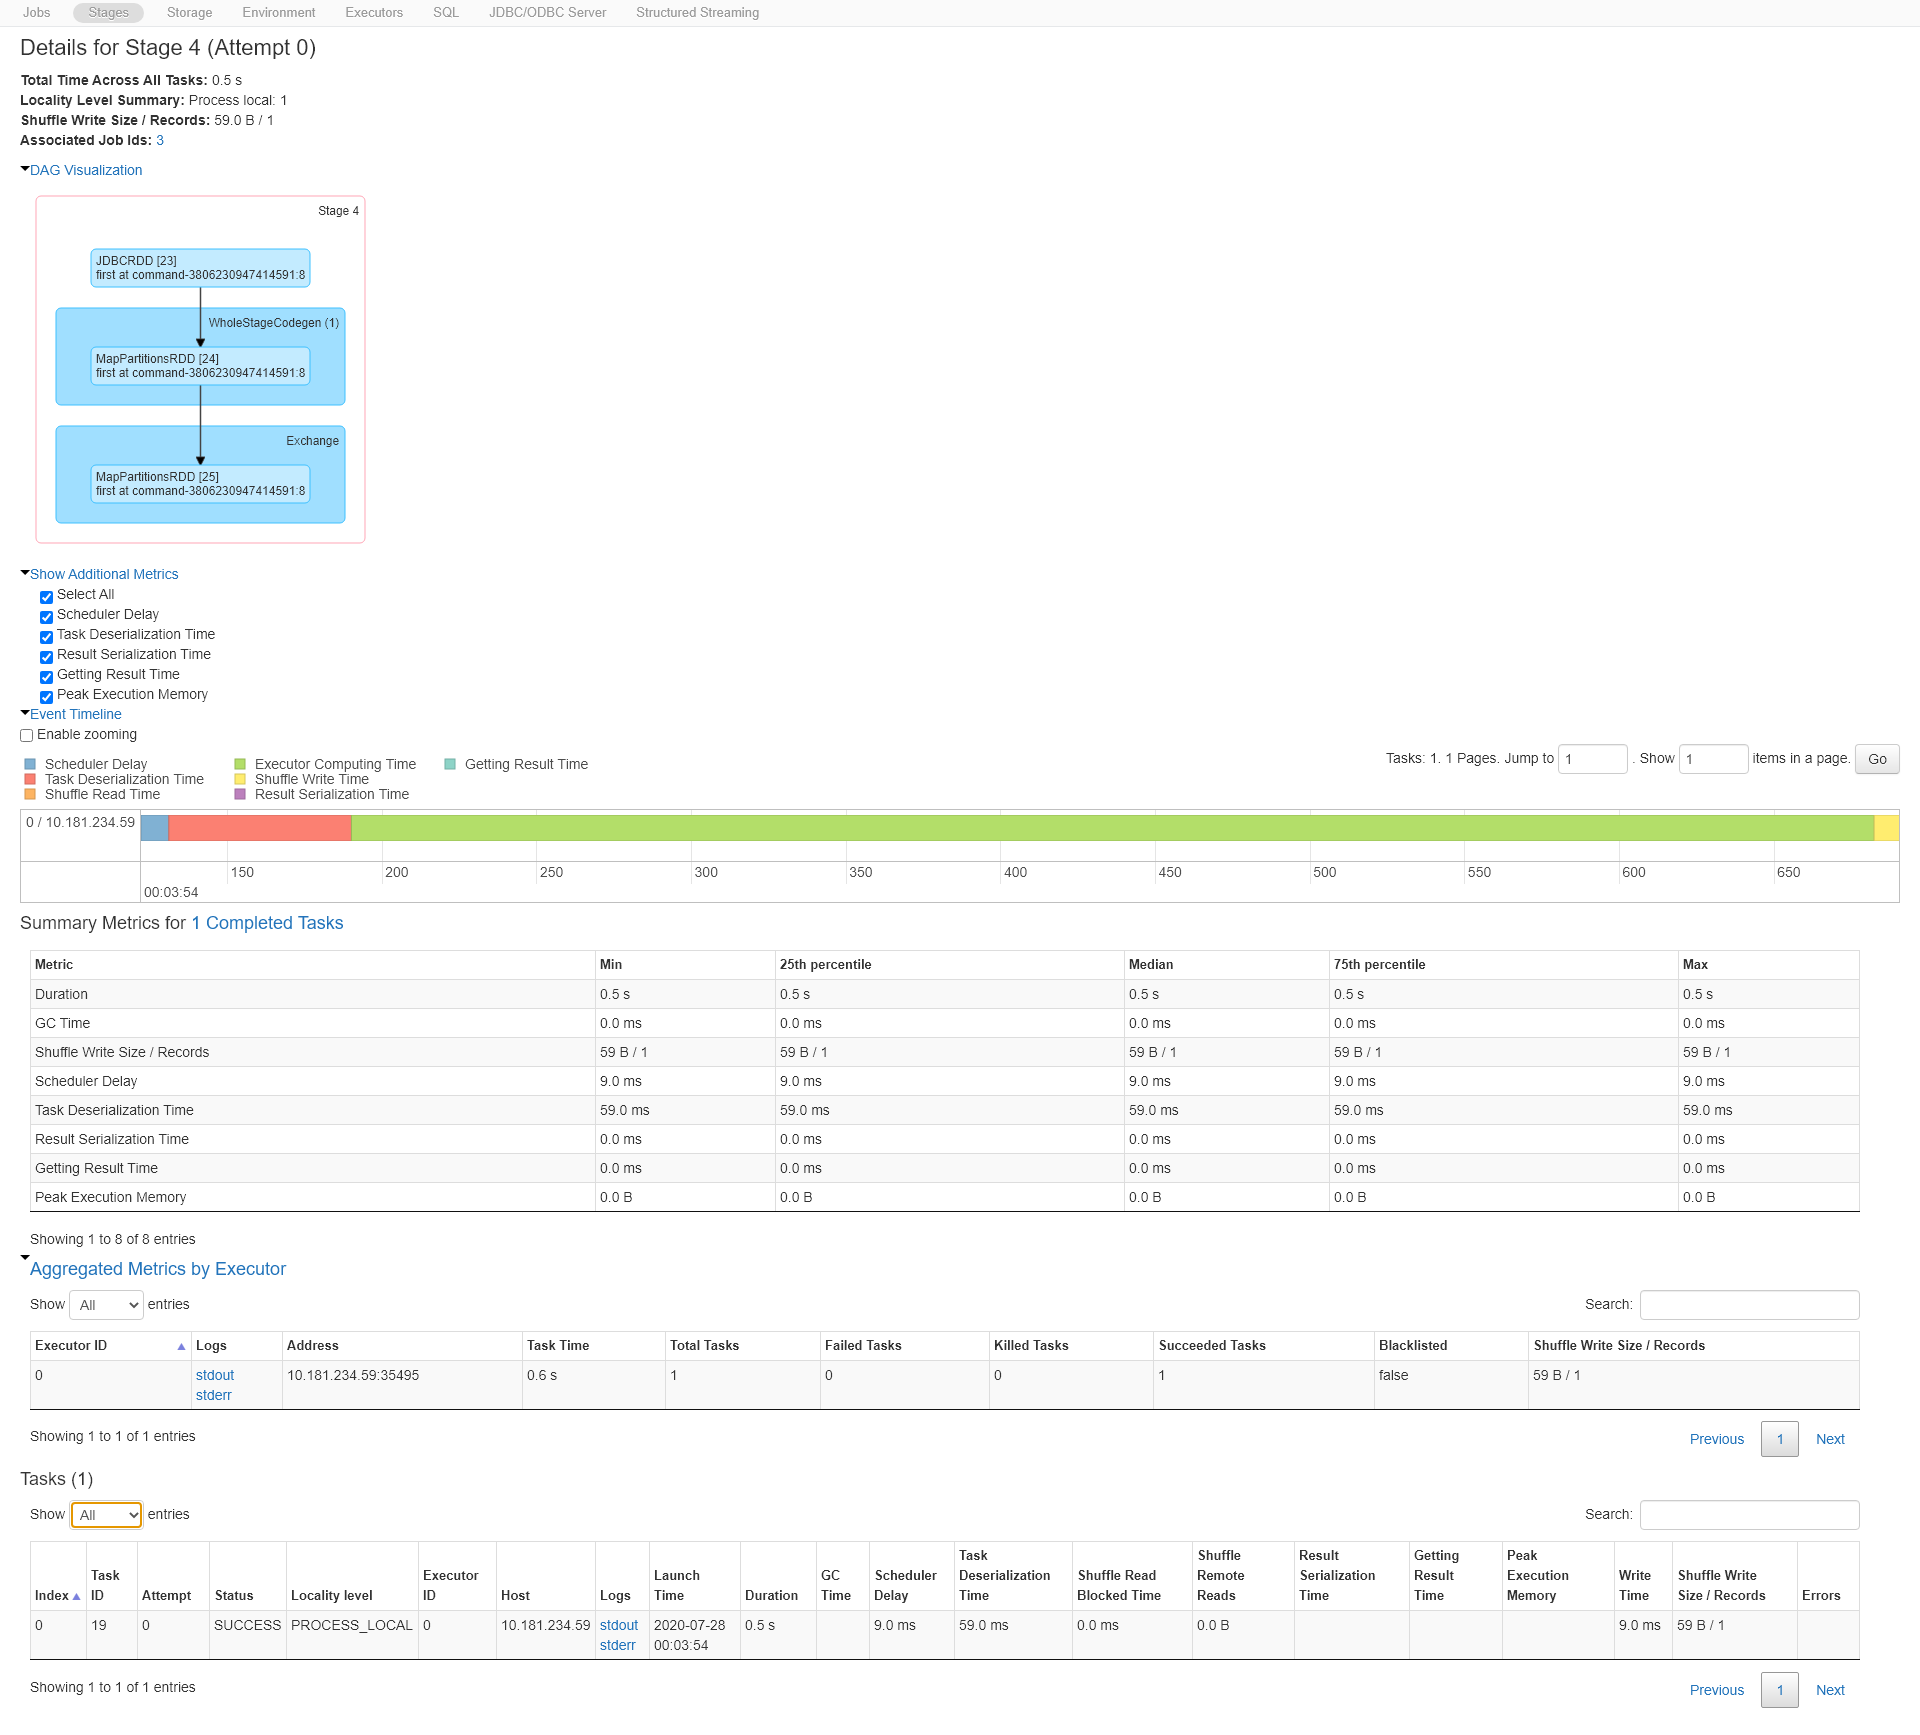 Jobs Stages Storage Environment Executors SQL JDBC/ODBC Server Structured Streaming
Details for Stage 4 (Attempt 0)
Total Time Across All Tasks: 0.5 s
Locality Level Summary: Process local: 1
Shuffle Write Size / Records: 59.0 B / 1
Associated Job Ids: 3
DAG Visualization
Stage 4
JDBCRDD [23]
first at command-3806230947414591:8
WholeStageCodegen (1)
MapPartitionsRDD [24]
first at command-3806230947414591:8
Exchange
MapPartitionsRDD [25]
first at command-3806230947414591:8
Show Additional Metrics
Select All
Scheduler Delay
Task Deserialization Time
Result Serialization Time
Getting Result Time
Peak Execution Memory
Event Timeline
Enable zooming
Tasks: 1. 1 Pages. Jump to 1 . Show 1 items in a page. Go
Scheduler Delay Executor Computing Time Getting Result Time
Task Deserialization Time Shuffle Write Time
Shuffle Read Time Result Serialization Time
0 / 10.181.234.59
150 200 250 300 350 400 450 500 550 600 650
00:03:54
Summary Metrics for 1 Completed Tasks
Metric Min 25th percentile Median 75th percentile Max
Duration 0.5 s 0.5 s 0.5 s 0.5 s 0.5 s
GC Time 0.0 ms 0.0 ms 0.0 ms 0.0 ms 0.0 ms
Shuffle Write Size / Records 59 B / 1 59 B / 1 59 B / 1 59 B / 1 59 B / 1
Scheduler Delay 9.0 ms 9.0 ms 9.0 ms 9.0 ms 9.0 ms
Task Deserialization Time 59.0 ms 59.0 ms 59.0 ms 59.0 ms 59.0 ms
Result Serialization Time 0.0 ms 0.0 ms 0.0 ms 0.0 ms 0.0 ms
Getting Result Time 0.0 ms 0.0 ms 0.0 ms 0.0 ms 0.0 ms
Peak Execution Memory 0.0 B 0.0 B 0.0 B 0.0 B 0.0 B
Showing 1 to 8 of 8 entries
Aggregated Metrics by Executor
Show All entries Search:
Executor ID Logs Address Task Time Total Tasks Failed Tasks Killed Tasks Succeeded Tasks Blacklisted Shuffle Write Size / Records
0 stdout 10.181.234.59:35495 0.6 s 1 0 0 1 false 59 B / 1
stderr
Showing 1 to 1 of 1 entries
Previous 1 Next
Tasks (1)
Show All entries Search:
Task Shuffle Result Getting Peak
Task Executor Launch GC Scheduler Deserialization Shuffle Read Remote Serialization Result Execution Write Shuffle Write
Index ID Attempt Status Locality level ID Host Logs Time Duration Time Delay Time Blocked Time Reads Time Time Memory Time Size / Records Errors
0 19 0 SUCCESS PROCESS_LOCAL 0 10.181.234.59 stdout 2020-07-28 0.5 s 9.0 ms 59.0 ms 0.0 ms 0.0 B 9.0 ms 59 B / 1
stderr 00:03:54
Showing 1 to 1 of 1 entries
Previous 1 Next